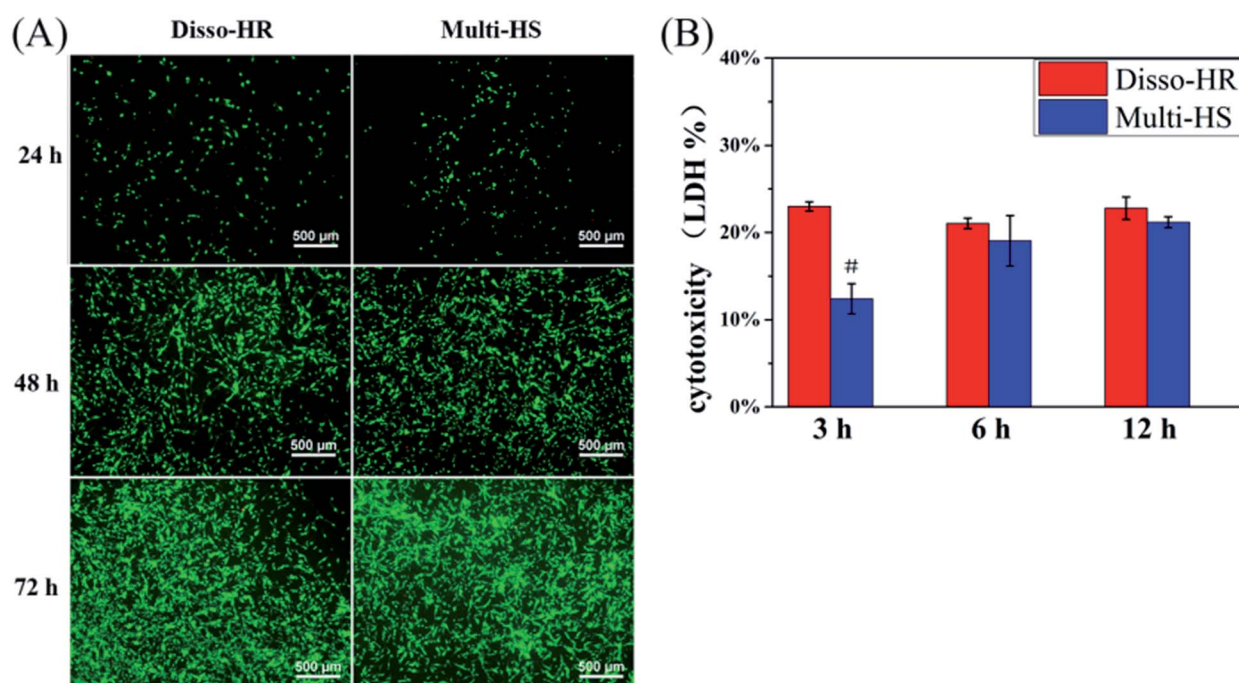 (A)
Disso-HR
Multi-HS
24 h
500 µm
500 µm
48 h
500 µm
500 µm
72 h
500 µm
500 µm
(B)
40%
30%
20%
10%
0%
cytotoxicity （LDH %）
Disso-HR
Multi-HS
#
3 h
6 h
12 h